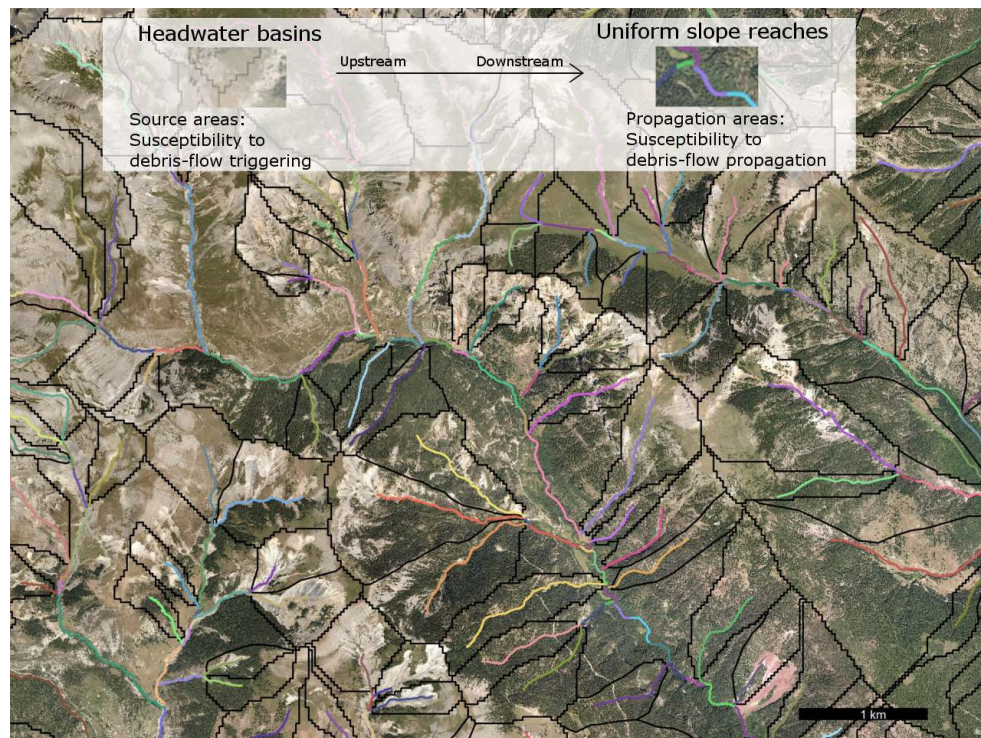 Headwater basins
Upstream
Downstream
Uniform slope reaches
Source areas:
Susceptibility to
debris-flow triggering
Propagation areas:
Susceptibility to
debris-flow propagation
1 km